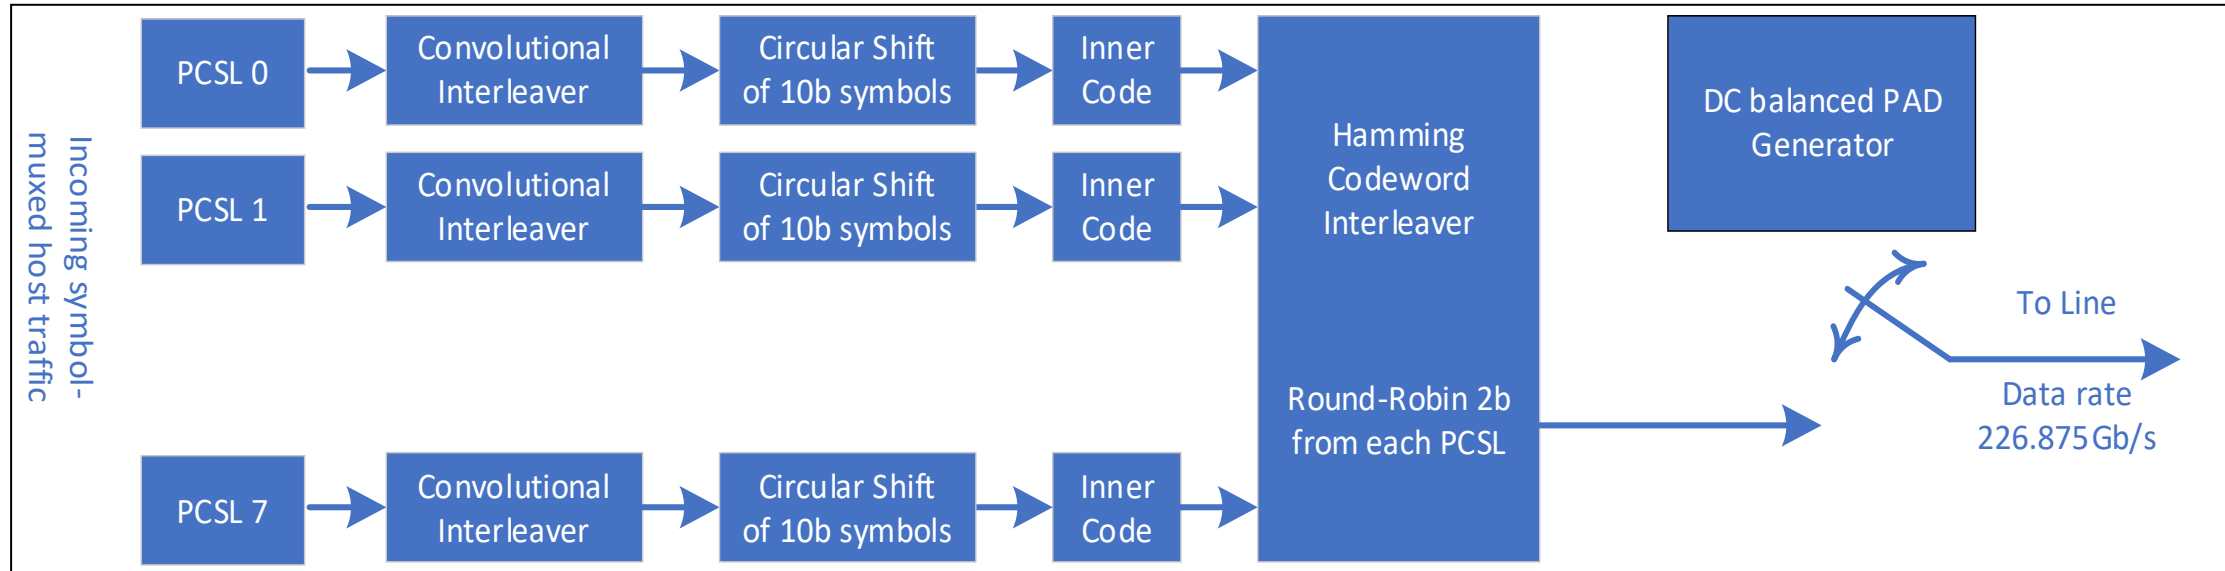 Incoming symbol-
muxed host traffic
PCSL 0
Convolutional
Interleaver
Circular Shift
of 10b symbols
Inner
Code
PCSL 1
Convolutional
Interleaver
Circular Shift
of 10b symbols
Inner
Code
PCSL 7
Convolutional
Interleaver
Circular Shift
of 10b symbols
Inner
Code
Hamming
Codeword
Interleaver
Round-Robin 2b
from each PCSL
DC balanced PAD
Generator
To Line
Data rate
226.875Gb/s